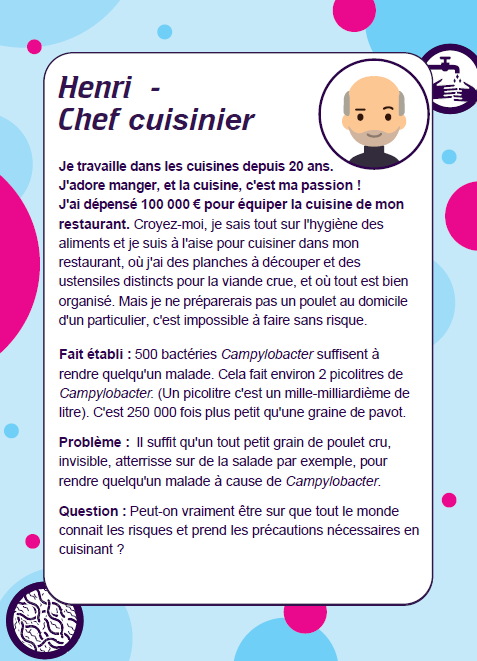 Henri -
Chef cuisinier
Je travaille dans les cuisines depuis 20 ans.
J'adore manger, et la cuisine, c'est ma passion !
J'ai dépensé 100 000 € pour équiper la cuisine de mon
restaurant. Croyez-moi, je sais tout sur l'hygiène des
aliments et je suis à l'aise pour cuisiner dans mon
restaurant, où j'ai des planches à découper et des
ustensiles distincts pour la viande crue, et où tout est bien
organisé. Mais je ne préparerais pas un poulet au domicile
d'un particulier, c'est impossible à faire sans risque.
Fait établi : 500 bactéries Campylobacter suffisent à
rendre quelqu'un malade. Cela fait environ 2 picolitres de
Campylobacter. (Un picolitre c'est un mille-milliardième de
litre). C'est 250 000 fois plus petit qu'une graine de pavot.
Problème : Il suffit qu'un tout petit grain de poulet cru,
invisible, atterrisse sur de la salade par exemple, pour
rendre quelqu'un malade à cause de Campylobacter.
Question : Peut-on vraiment être sur que tout le monde
connait les risques et prend les précautions nécessaires en
cuisinant ?